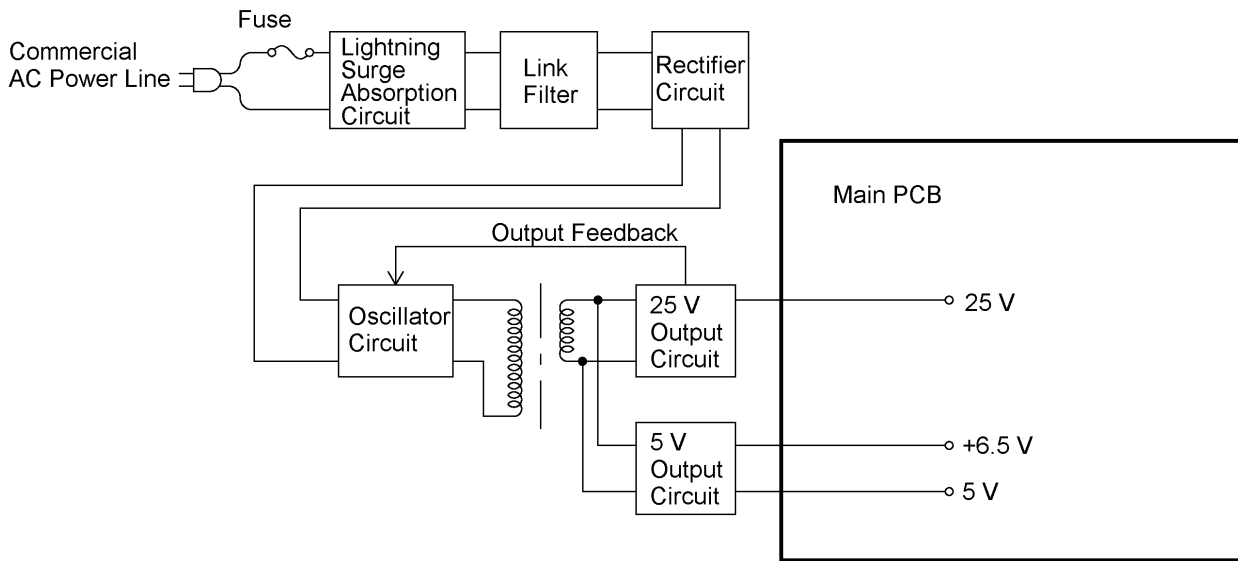 Fuse
Commercial
AC Power Line
Lightning
Surge
Absorption
Circuit
Link
Filter
Rectifier
Circuit
Main PCB
Output Feedback
Oscillator
Circuit
25 V
Output
Circuit
25 V
5 V
Output
Circuit
+6.5 V
5 V